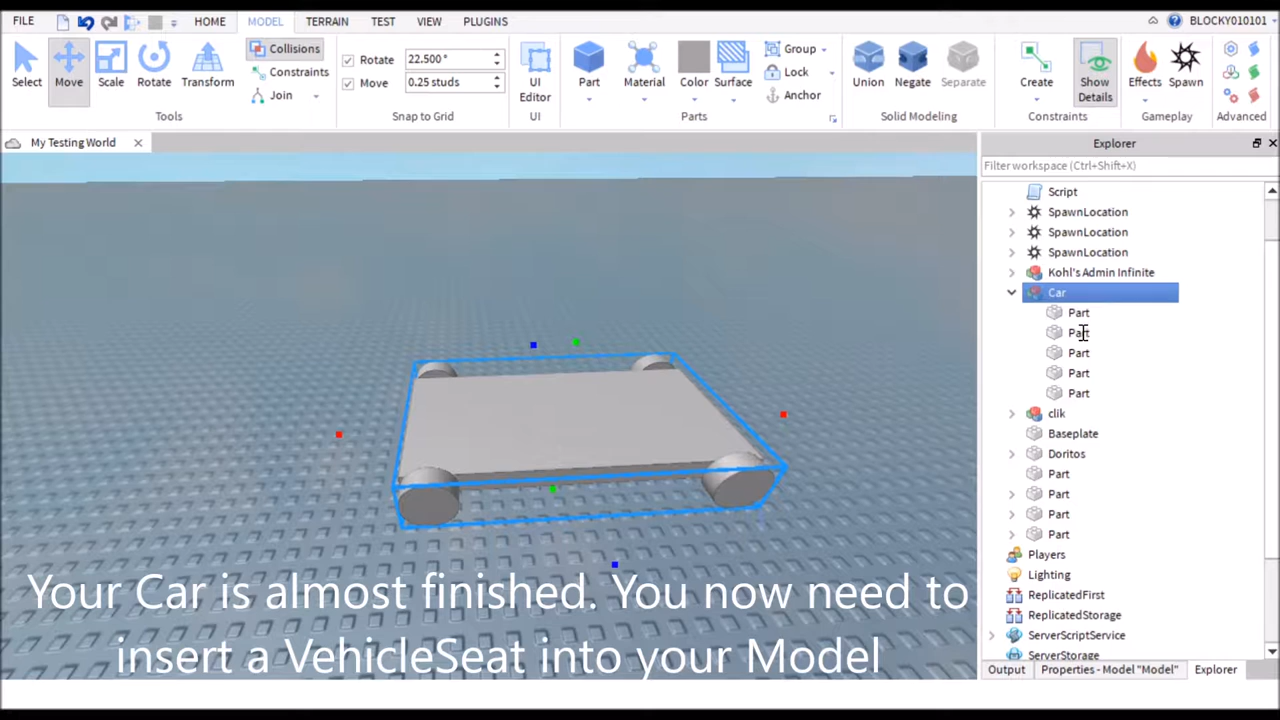 FILE HOME MODEL TERRAIN TEST VIEW PLUGINS BLOCKY010101
Select Move Scale Rotate Transform
Collisions
Constraints
Join
Tools
Rotate 22.500 °
Move 0.25 studs
Snap to Grid
UI
Editor
UI
Part Material Color Surface
Group
Lock
Anchor
Parts
Union Negate Separate
Solid Modeling
Create Show
Details
Constraints
Effects Spawn
Gameplay
Advanced
My Testing World
Explorer
Filter workspace (Ctrl+Shift+X)
Script
SpawnLocation
SpawnLocation
SpawnLocation
Kohl's Admin Infinite
Car
Part
Part
Part
Part
Part
clik
Baseplate
Doritos
Part
Part
Part
Part
Players
Lighting
ReplicatedFirst
ReplicatedStorage
ServerScriptService
ServerStorage
Output Properties - Model "Model" Explorer
Your Car is almost finished. You now need to
insert a VehicleSeat into your Model